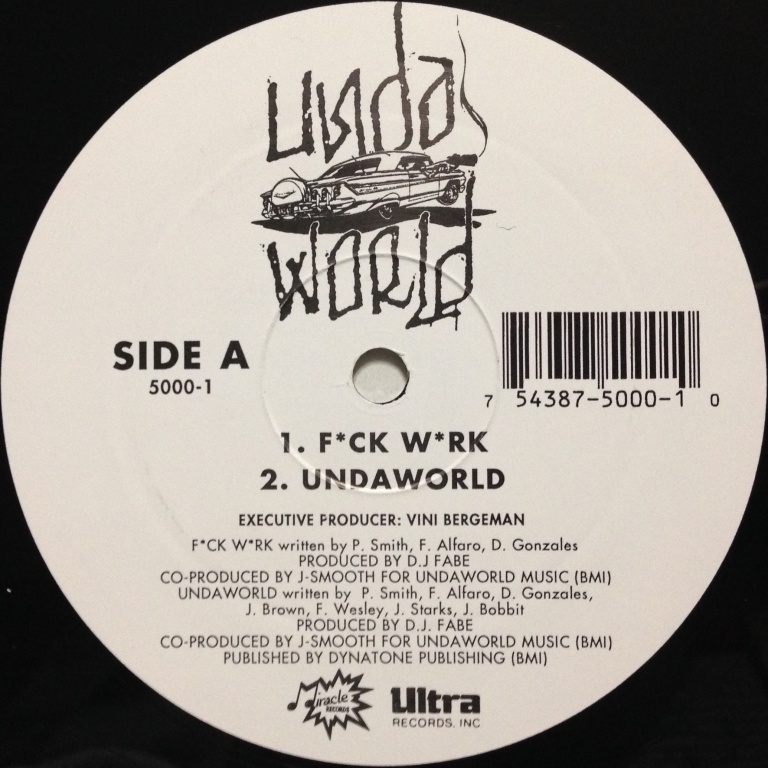 unda
world
SIDE A
5000-1
7 54387-5000-1 0
1. F*CK W*RK
2. UNDAWORLD
EXECUTIVE PRODUCER: VINI BERGEMAN
F*CK W*RK written by P. Smith, F. Alfaro, D. Gonzales
PRODUCED BY D.J FABE
CO-PRODUCED BY J-SMOOTH FOR UNDAWORLD MUSIC (BMI)
UNDAWORLD written by P. Smith, F. Alfaro, D. Gonzales,
J. Brown, F. Wesley, J. Starks, J. Bobbit
PRODUCED BY D.J. FABE
CO-PRODUCED BY J-SMOOTH FOR UNDAWORLD MUSIC (BMI)
PUBLISHED BY DYNATONE PUBLISHING (BMI)
Miracle
RECORDS
Ultra
RECORDS, INC